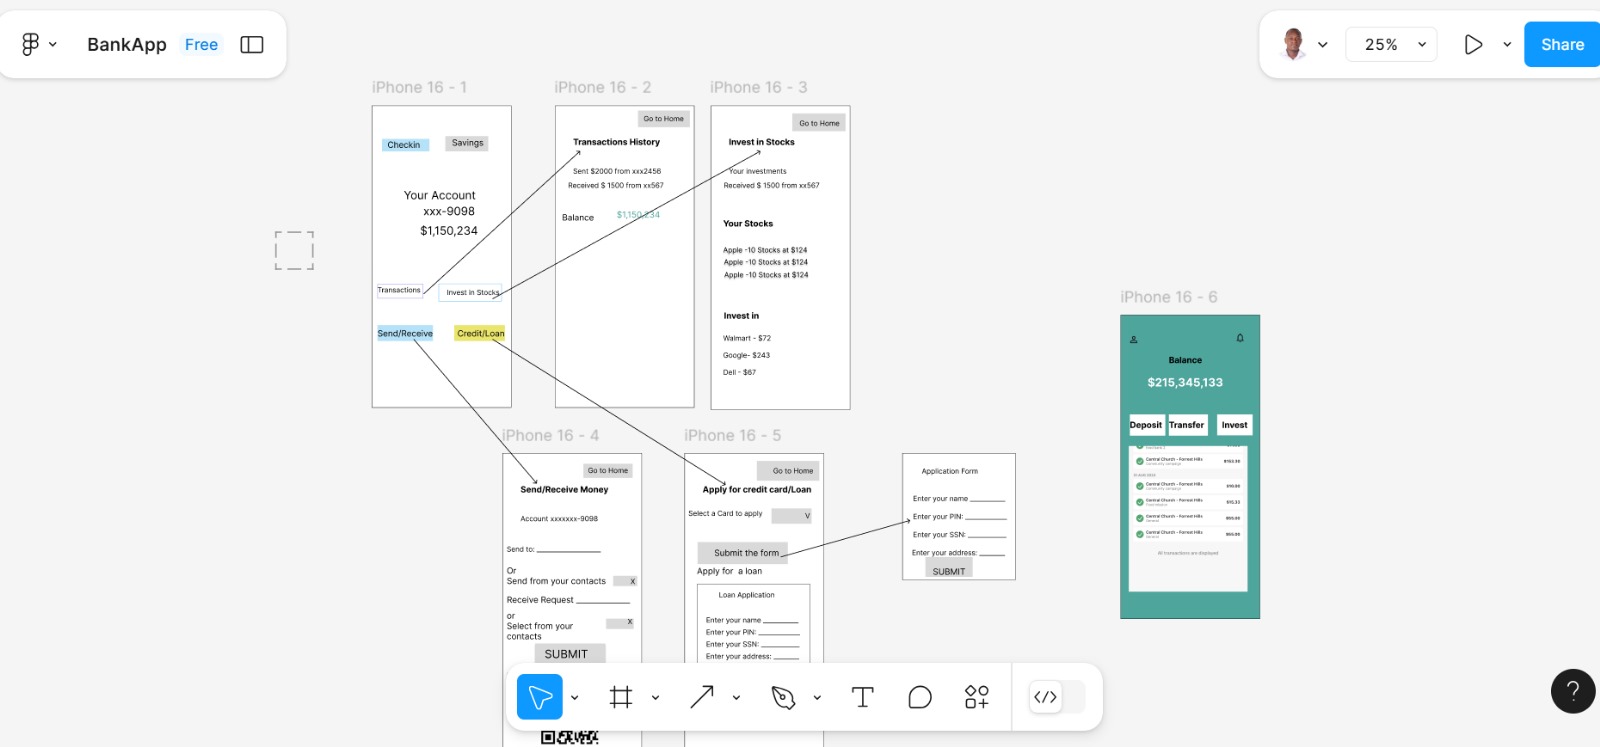 BankApp Free
25%
Share
iPhone 16 - 1
Checkin
Savings
Your Account
xxx-9098
$1,150,234
Transactions
Invest in Stocks
Send/Receive
Credit/Loan
iPhone 16 - 2
Go to Home
Transactions History
Sent $2000 from xxx2456
Received $ 1500 from xx567
Balance
$1,150,234
iPhone 16 - 3
Go to Home
Invest in Stocks
Your investments
Received $ 1500 from xx567
Your Stocks
Apple -10 Stocks at $124
Apple -10 Stocks at $124
Apple -10 Stocks at $124
Invest in
Walmart - $72
Google- $243
Dell - $67
iPhone 16 - 4
Go to Home
Send/Receive Money
Account xxxxxxx-9098
Send to:
Or
Send from your contacts X
Receive Request
or
Select from your X
contacts
SUBMIT
iPhone 16 - 5
Go to Home
Apply for credit card/Loan
Select a Card to apply V
Submit the form
Apply for a loan
Loan Application
Enter your name
Enter your PIN:
Enter your SSN:
Enter your address:
Application Form
Enter your name
Enter your PIN:
Enter your SSN:
Enter your address:
SUBMIT
iPhone 16 - 6
Balance
$215,345,133
Deposit
Transfer
Invest
Central Church - Forrest Hills
Central Church - Forrest Hills
Central Church - Forrest Hills
Central Church - Forrest Hills
Central Church - Forrest Hills
All transactions are displayed
?